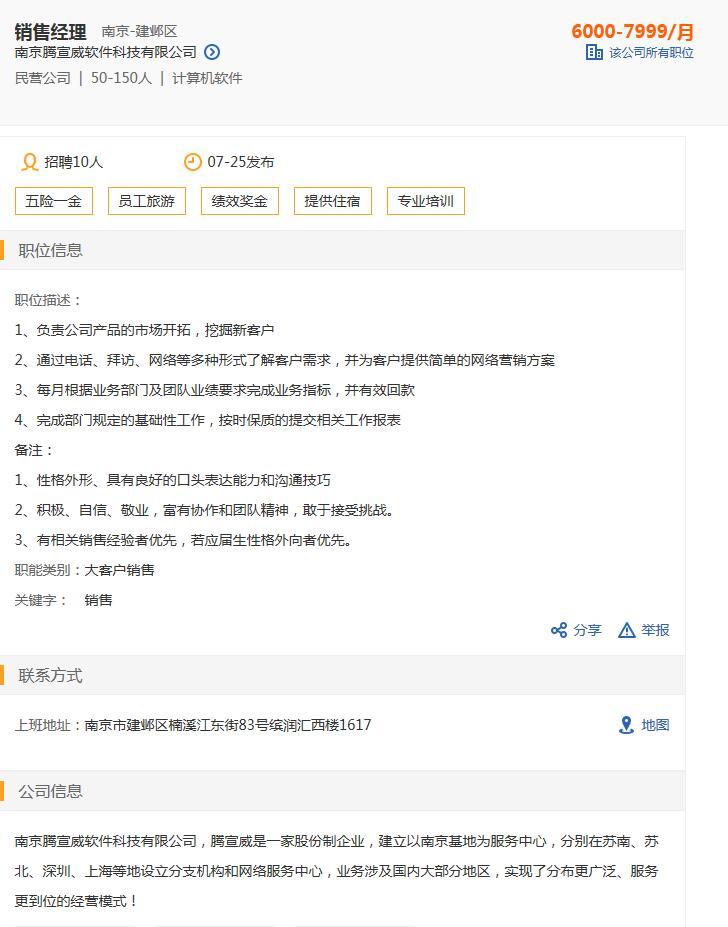 销售经理 南京-建邺区 6000-7999/月
南京腾宣威软件科技有限公司 该公司所有职位
民营公司 | 50-150人 | 计算机软件
招聘10人 07-25发布
五险一金 员工旅游 绩效奖金 提供住宿 专业培训
职位信息
职位描述：
1、负责公司产品的市场开拓，挖掘新客户
2、通过电话、拜访、网络等多种形式了解客户需求，并为客户提供简单的网络营销方案
3、每月根据业务部门及团队业绩要求完成业务指标，并有效回款
4、完成部门规定的基础性工作，按时保质的提交相关工作报表
备注：
1、性格外形、具有良好的口头表达能力和沟通技巧
2、积极、自信、敬业，富有协作和团队精神，敢于接受挑战。
3、有相关销售经验者优先，若应届生性格外向者优先。
职能类别：大客户销售
关键字： 销售
分享 举报
联系方式
上班地址：南京市建邺区楠溪江东街83号缤润汇西楼1617 地图
公司信息
南京腾宣威软件科技有限公司，腾宣威是一家股份制企业，建立以南京基地为服务中心，分别在苏南、苏
北、深圳、上海等地设立分支机构和网络服务中心，业务涉及国内大部分地区，实现了分布更广泛、服务
更到位的经营模式！